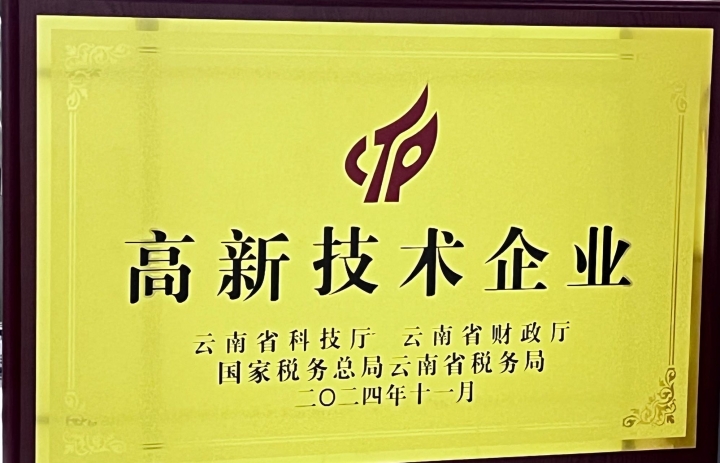 高新技术企业
云南省科技厅 云南省财政厅
国家税务总局云南省税务局
二〇二四年十一月